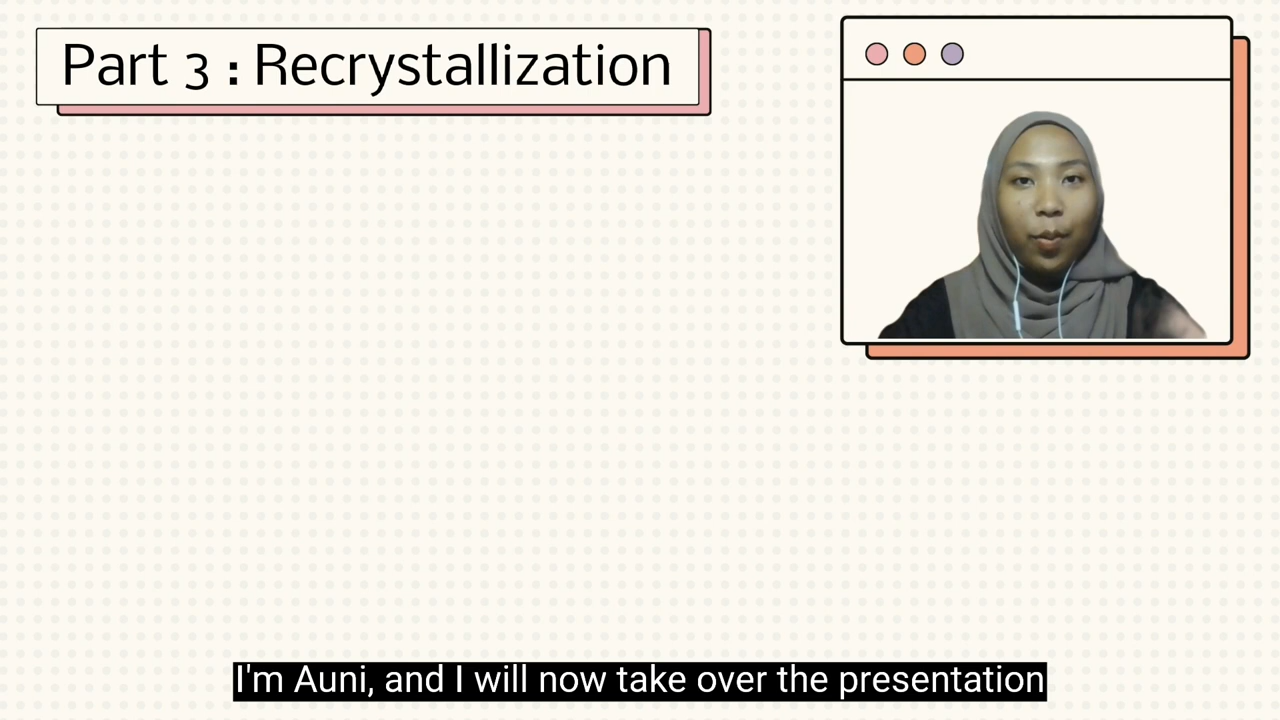 Part 3 : Recrystallization
I'm Auni, and I will now take over the presentation